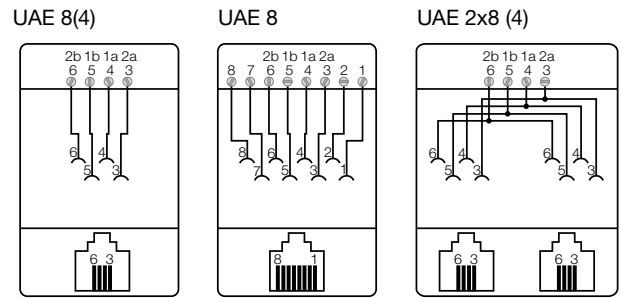 UAE 8(4)
2b 1b 1a 2a
6 5 4 3
6 4
5 3
6 3
UAE 8
2b 1b 1a 2a
8 7 6 5 4 3 2 1
8 6 4 2
7 5 3 1
8 1
UAE 2x8 (4)
2b 1b 1a 2a
6 5 4 3
6 4 6 4
5 3 5 3
6 3 6 3